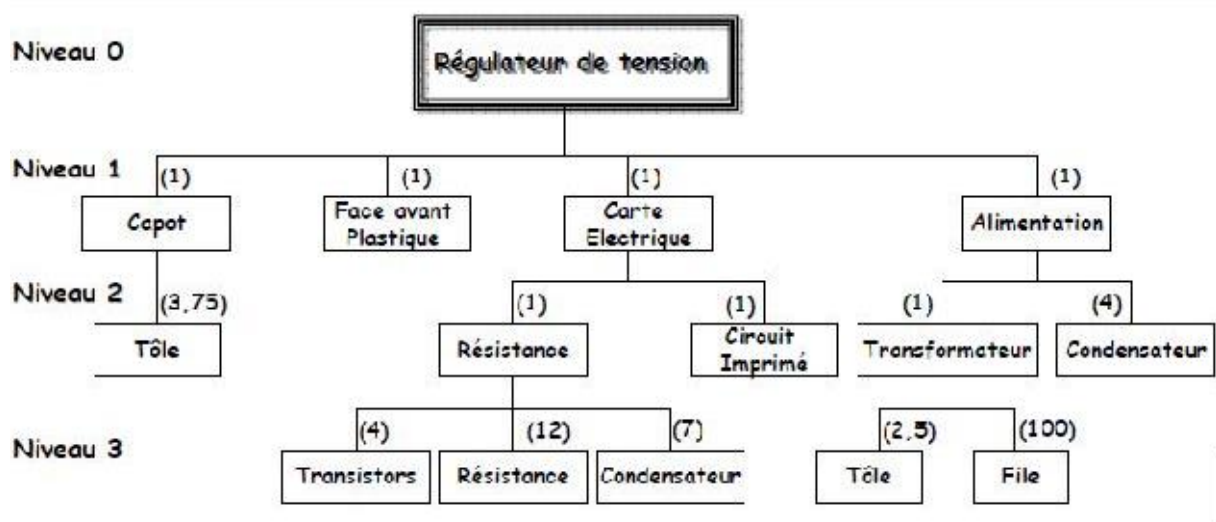 Niveau 0
Régulateur de tension
Niveau 1
(1)
(1)
(1)
(1)
Capot
Face avant
Plastique
Carte
Electrique
Alimentation
Niveau 2
(3,75)
(1)
(1)
(1)
(4)
Tôle
Résistance
Circuit
Imprimé
Transformateur
Condensateur
Niveau 3
(4)
(12)
(7)
(2,5)
(100)
Transistors
Résistance
Condensateur
Tôle
File